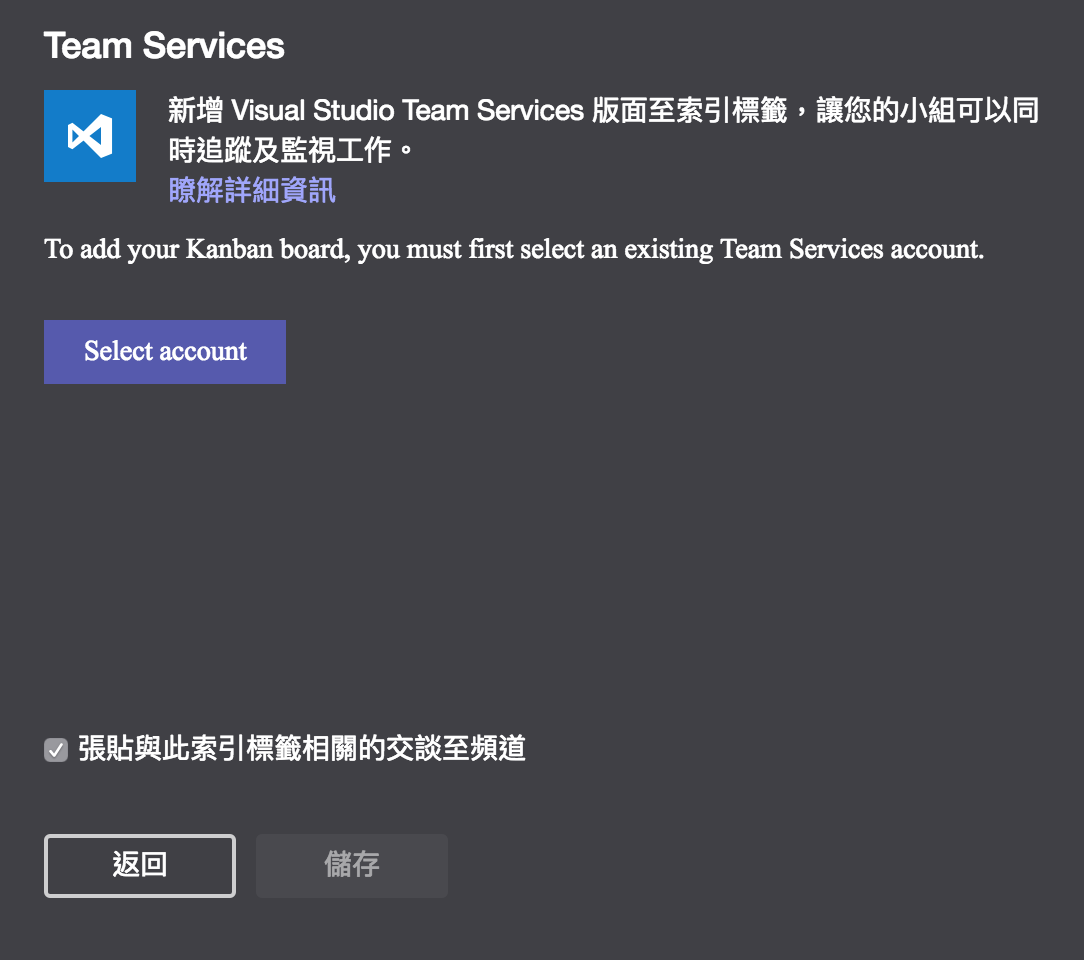 Team Services
新增 Visual Studio Team Services 版面至索引標籤，讓您的小組可以同
時追蹤及監視工作。
瞭解詳細資訊
To add your Kanban board, you must first select an existing Team Services account.
Select account
張貼與此索引標籤相關的交談至頻道
返回
儲存